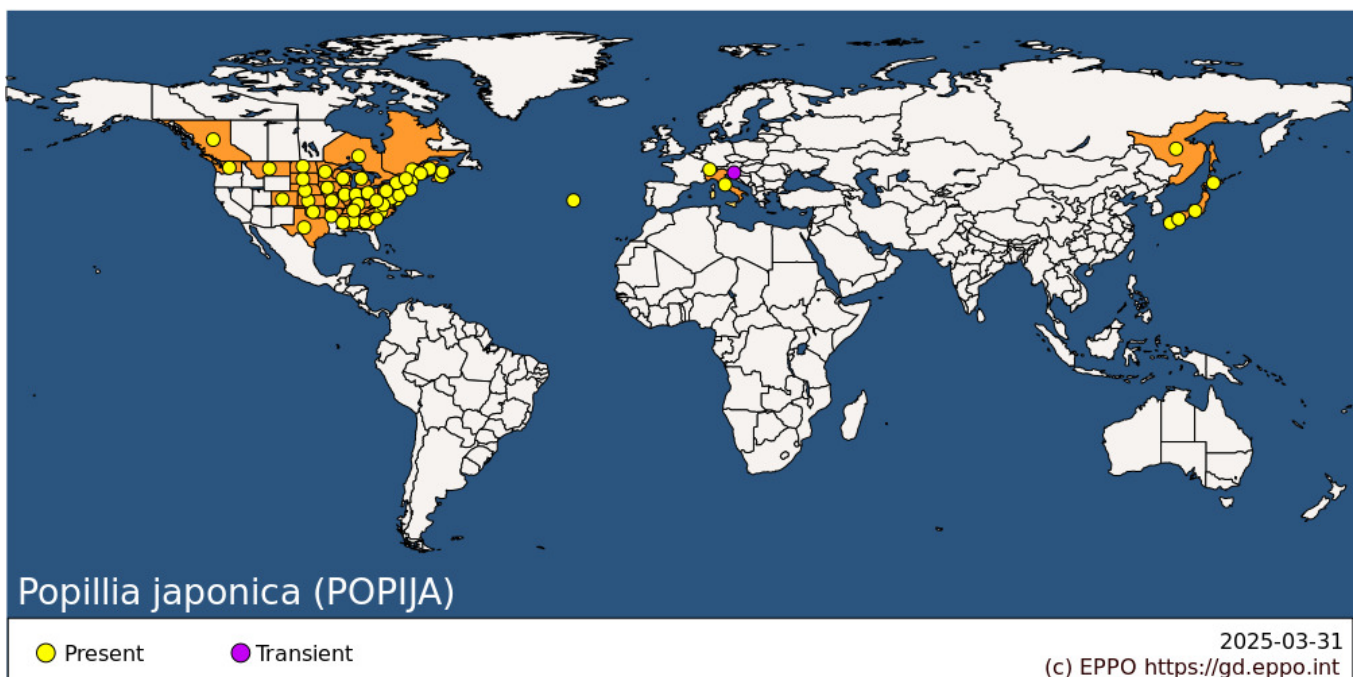 Popillia japonica (POPIJA)
Present
Transient
2025-03-31
(c) EPPO https://gd.eppo.int